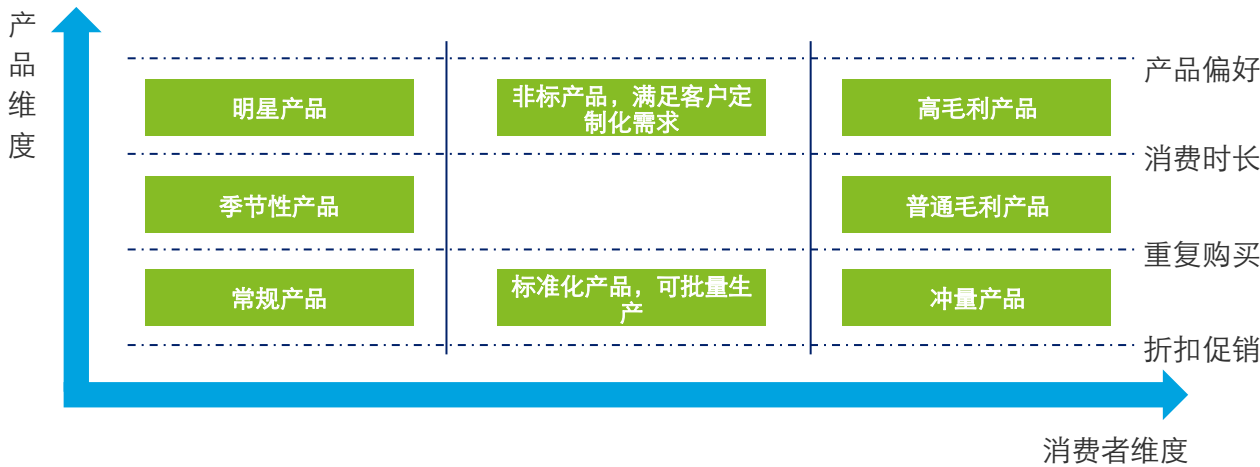 产品维度
产品偏好
明星产品
非标产品，满足客户定
制化需求
高毛利产品
消费时长
季节性产品
普通毛利产品
重复购买
常规产品
标准化产品，可批量生
产
冲量产品
折扣促销
消费者维度